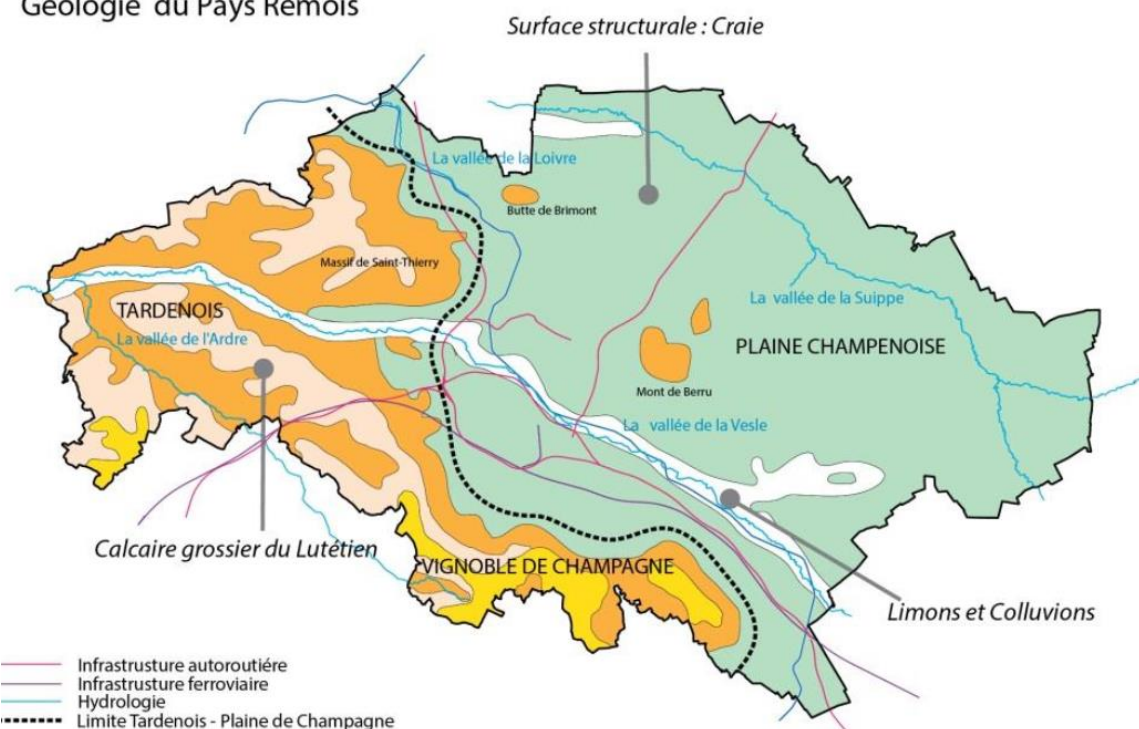 Géologie du Pays Rémois
Surface structurale : Craie
La vallée de la Loivre
Butte de Brimont
Massif de Saint-Thierry
La vallée de la Suippe
TARDENOIS
La vallée de l'Ardre
PLAINE CHAMPENOISE
Mont de Berru
La vallée de la Vesle
Calcaire grossier du Lutétien
VIGNOBLE DE CHAMPAGNE
Limons et Colluvions
Infrastrusture autoroutiére
Infrastrusture ferroviaire
Hydrologie
Limite Tardenois - Plaine de Champagne